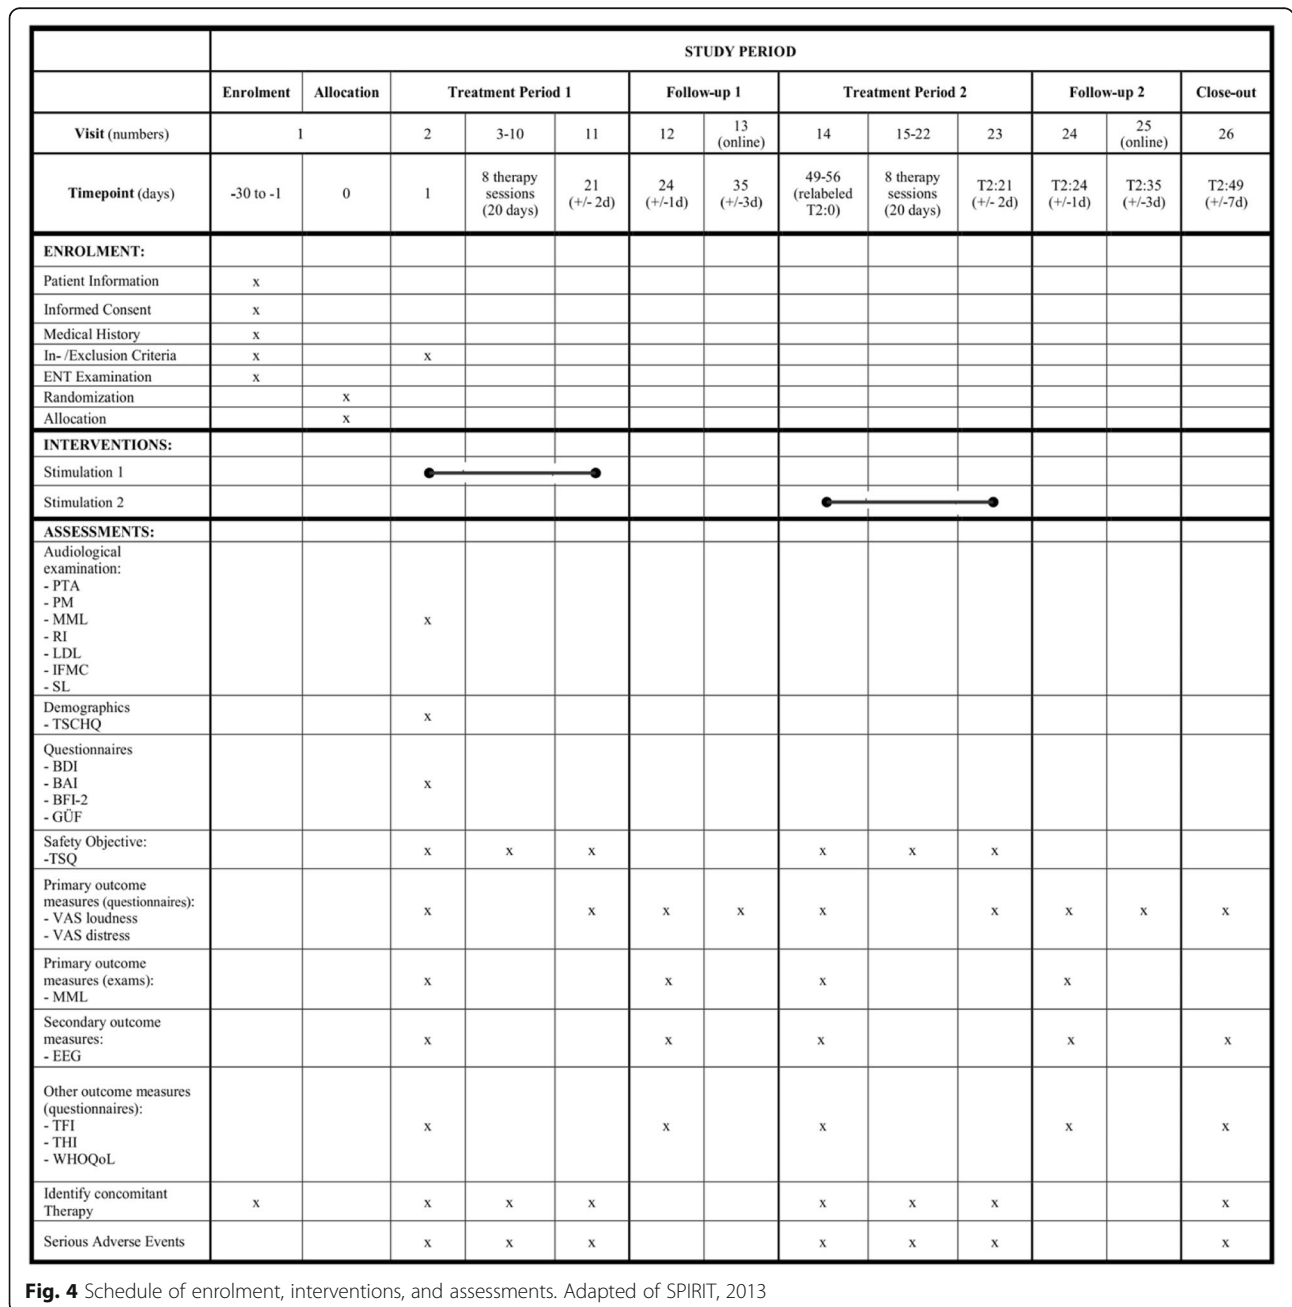 STUDY PERIOD
Enrolment Allocation Treatment Period 1 Follow-up 1 Treatment Period 2 Follow-up 2 Close-out
Visit (numbers) 1 2 3-10 11 12 13 (online) 14 15-22 23 24 25 (online) 26
Timepoint (days) -30 to -1 0 1 8 therapy sessions (20 days) 21 (+/- 2d) 24 (+/-1d) 35 (+/-3d) 49-56 (relabeled T2:0) 8 therapy sessions (20 days) T2:21 (+/- 2d) T2:24 (+/-1d) T2:35 (+/-3d) T2:49 (+/-7d)
ENROLMENT:
Patient Information x
Informed Consent x
Medical History x
In- /Exclusion Criteria x x
ENT Examination x
Randomization x
Allocation x
INTERVENTIONS:
Stimulation 1
Stimulation 2
ASSESSMENTS:
Audiological
examination:
- PTA
- PM
- MML x
- RI
- LDL
- IFMC
- SL
Demographics
- TSCHQ x
Questionnaires
- BDI
- BAI x
- BFI-2
- GÜF
Safety Objective:
-TSQ x x x x x x
Primary outcome
measures (questionnaires):
- VAS loudness x x x x x x x x x
- VAS distress
Primary outcome
measures (exams): x x x x
- MML
Secondary outcome
measures: x x x x x
- EEG
Other outcome measures
(questionnaires):
- TFI x x x x x
- THI
- WHOQoL
Identify concomitant
Therapy x x x x x x x x
Serious Adverse Events x x x x x x x
Fig. 4 Schedule of enrolment, interventions, and assessments. Adapted of SPIRIT, 2013